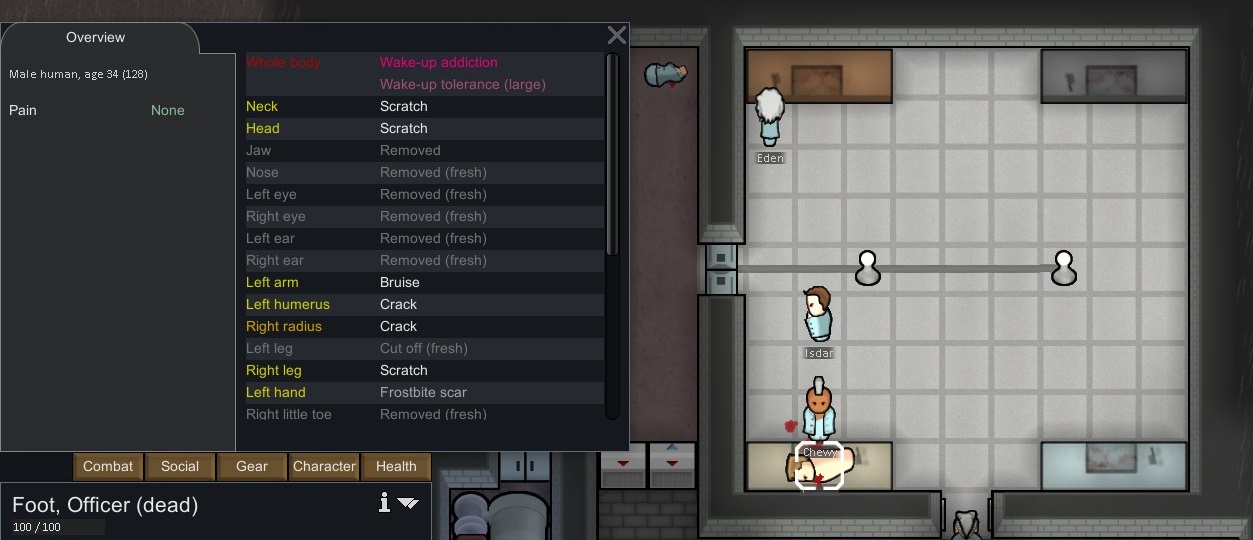 Overview
Male human, age 34 (128)
Pain None
Whole body Wake-up addiction
Wake-up tolerance (large)
Neck Scratch
Head Scratch
Jaw Removed
Nose Removed (fresh)
Left eye Removed (fresh)
Right eye Removed (fresh)
Left ear Removed (fresh)
Right ear Removed (fresh)
Left arm Bruise
Left humerus Crack
Right radius Crack
Left leg Cut off (fresh)
Right leg Scratch
Left hand Frostbite scar
Right little toe Removed (fresh)
Combat Social Gear Character Health
Foot, Officer (dead)
100 / 100
Eden
Isdar
Chewy